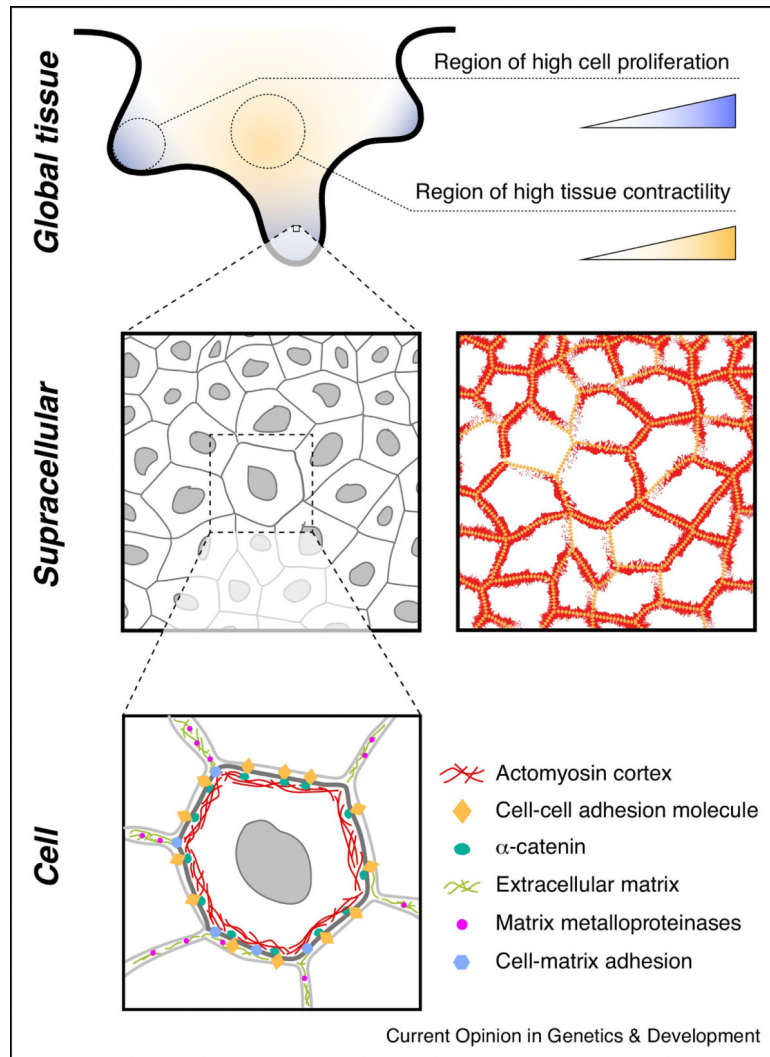 Global tissue
Region of high cell proliferation
Region of high tissue contractility
Supracellular
Cell
Actomyosin cortex
Cell-cell adhesion molecule
α-catenin
Extracellular matrix
Matrix metalloproteinases
Cell-matrix adhesion
Current Opinion in Genetics & Development